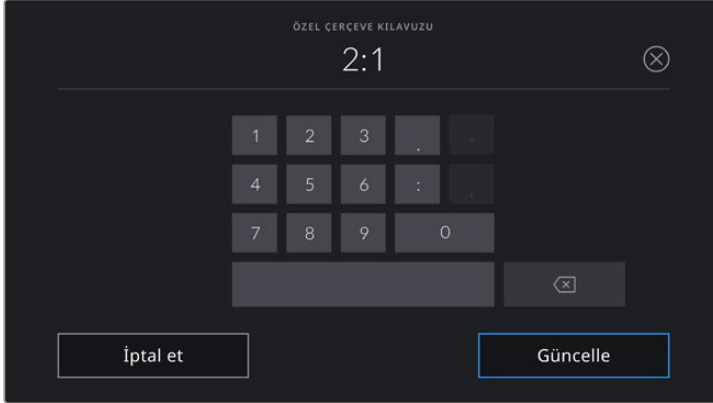 ÖZEL ÇERÇEVE KILAVUZU
2:1
1 2 3 . -
4 5 6 : ,
7 8 9 0
İptal et Güncelle